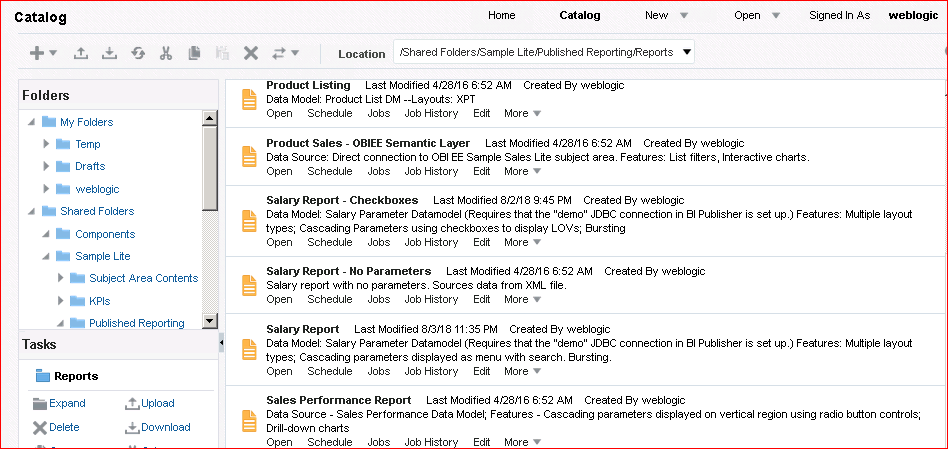 Catalog Home Catalog New Open Signed In As weblogic
Location /Shared Folders/Sample Lite/Published Reporting/Reports
Folders
My Folders
Temp
Drafts
weblogic
Shared Folders
Components
Sample Lite
Subject Area Contents
KPIs
Published Reporting
Tasks
Reports
Expand Upload
Delete Download
Product Listing Last Modified 4/28/16 6:52 AM Created By weblogic
Data Model: Product List DM --Layouts: XPT
Open Schedule Jobs Job History Edit More
Product Sales - OBIEE Semantic Layer Last Modified 4/28/16 6:52 AM Created By weblogic
Data Source: Direct connection to OBI EE Sample Sales Lite subject area. Features: List filters, Interactive charts.
Open Schedule Jobs Job History Edit More
Salary Report - Checkboxes Last Modified 8/2/18 9:45 PM Created By weblogic
Data Model: Salary Parameter Datamodel (Requires that the "demo" JDBC connection in BI Publisher is set up.) Features: Multiple layout
types; Cascading Parameters using checkboxes to display LOVs; Bursting
Open Schedule Jobs Job History Edit More
Salary Report - No Parameters Last Modified 4/28/16 6:52 AM Created By weblogic
Salary report with no parameters. Sources data from XML file.
Open Schedule Jobs Job History Edit More
Salary Report Last Modified 8/3/18 11:35 PM Created By weblogic
Data Model: Salary Parameter Datamodel (Requires that the "demo" JDBC connection in BI Publisher is set up.) Features: Multiple layout
types; Cascading parameters displayed as menu with search. Bursting.
Open Schedule Jobs Job History Edit More
Sales Performance Report Last Modified 4/28/16 6:52 AM Created By weblogic
Data Source - Sales Performance Data Model; Features - Cascading parameters displayed on vertical region using radio button controls;
Drill-down charts
Open Schedule Jobs Job History Edit More